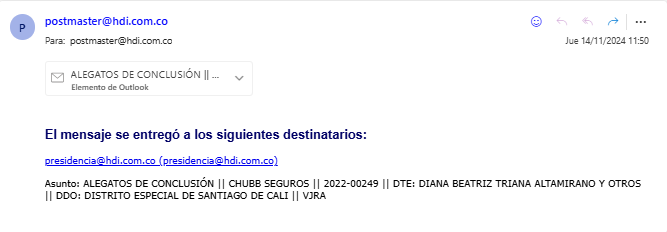 P
postmaster@hdi.com.co
Para: postmaster@hdi.com.co
Jue 14/11/2024 11:50
ALEGATOS DE CONCLUSIÓN || ...
Elemento de Outlook
El mensaje se entregó a los siguientes destinatarios:
presidencia@hdi.com.co (presidencia@hdi.com.co)
Asunto: ALEGATOS DE CONCLUSIÓN || CHUBB SEGUROS || 2022-00249 || DTE: DIANA BEATRIZ TRIANA ALTAMIRANO Y OTROS
|| DDO: DISTRITO ESPECIAL DE SANTIAGO DE CALI || VJRA